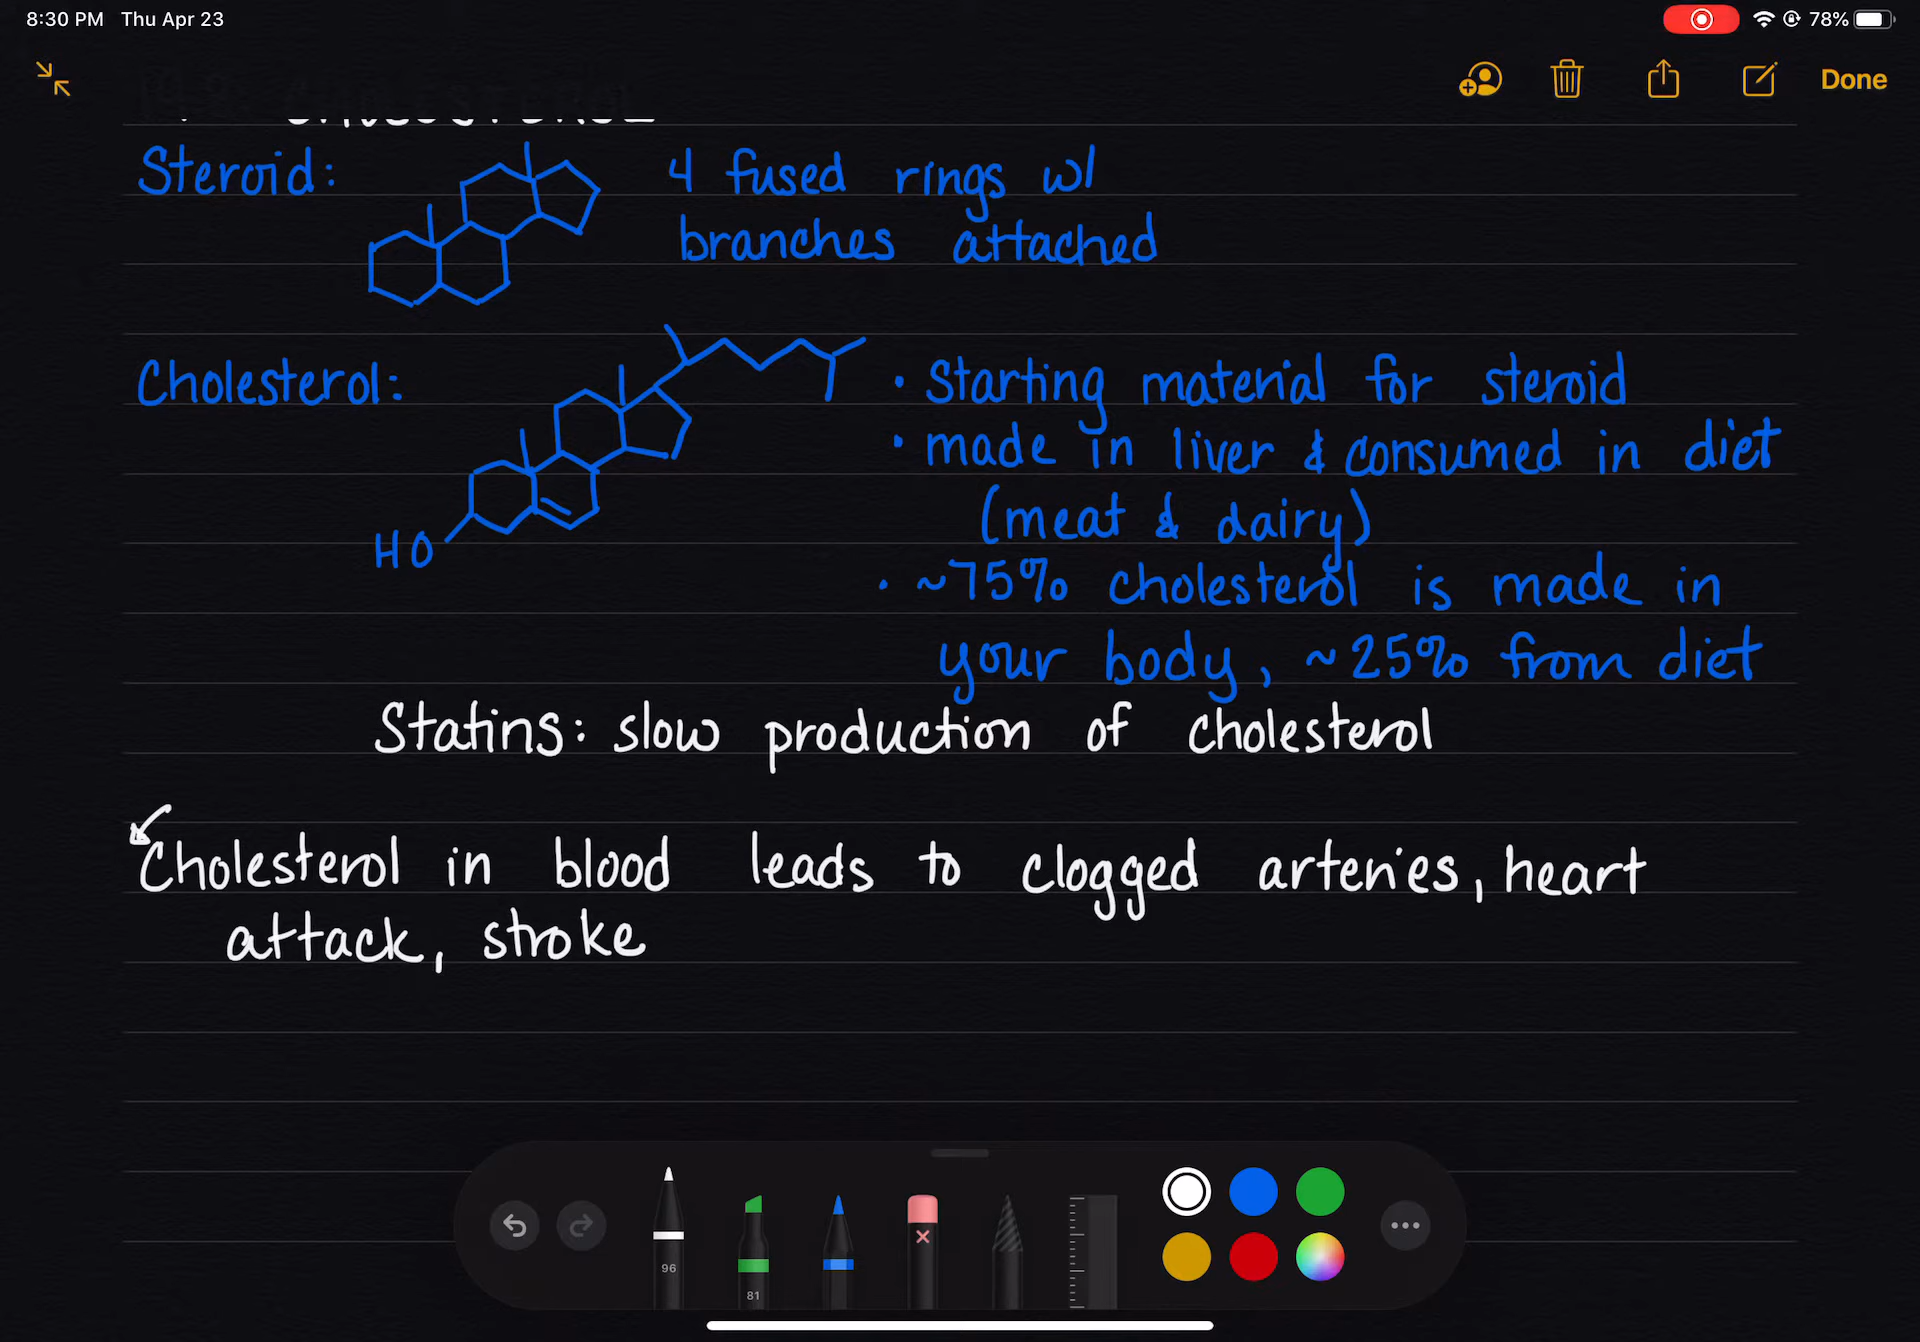 8:30 PM Thu Apr 23 78%
Done
CHOLESTEROL
Steroid: 4 fused rings w/
branches attached
Cholesterol: • Starting material for steroid
• made in liver & consumed in diet
(meat & dairy)
HO
• ~75% cholesterol is made in
your body, ~25% from diet
Statins: slow production of cholesterol
Cholesterol in blood leads to clogged arteries, heart
attack, stroke
96
81